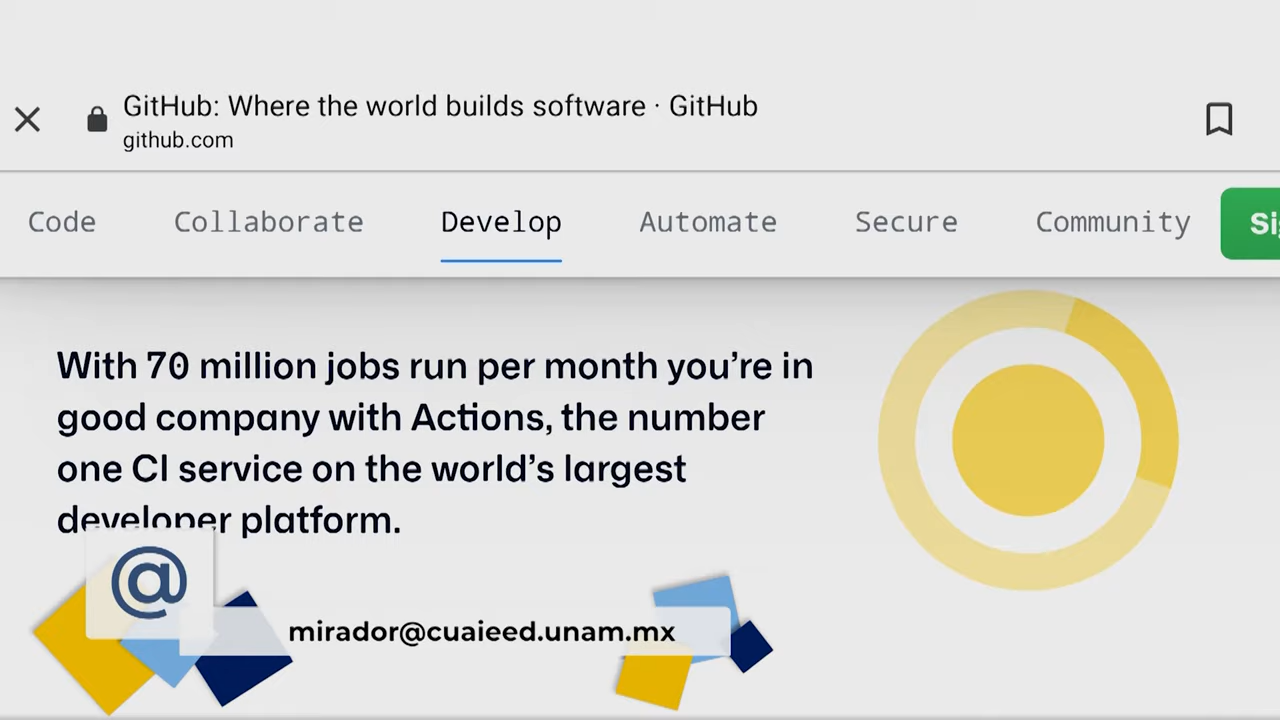 GitHub: Where the world builds software · GitHub
github.com
Code Collaborate Develop Automate Secure Community
With 70 million jobs run per month you’re in
good company with Actions, the number
one CI service on the world’s largest
developer platform.
@
mirador@cuaieed.unam.mx